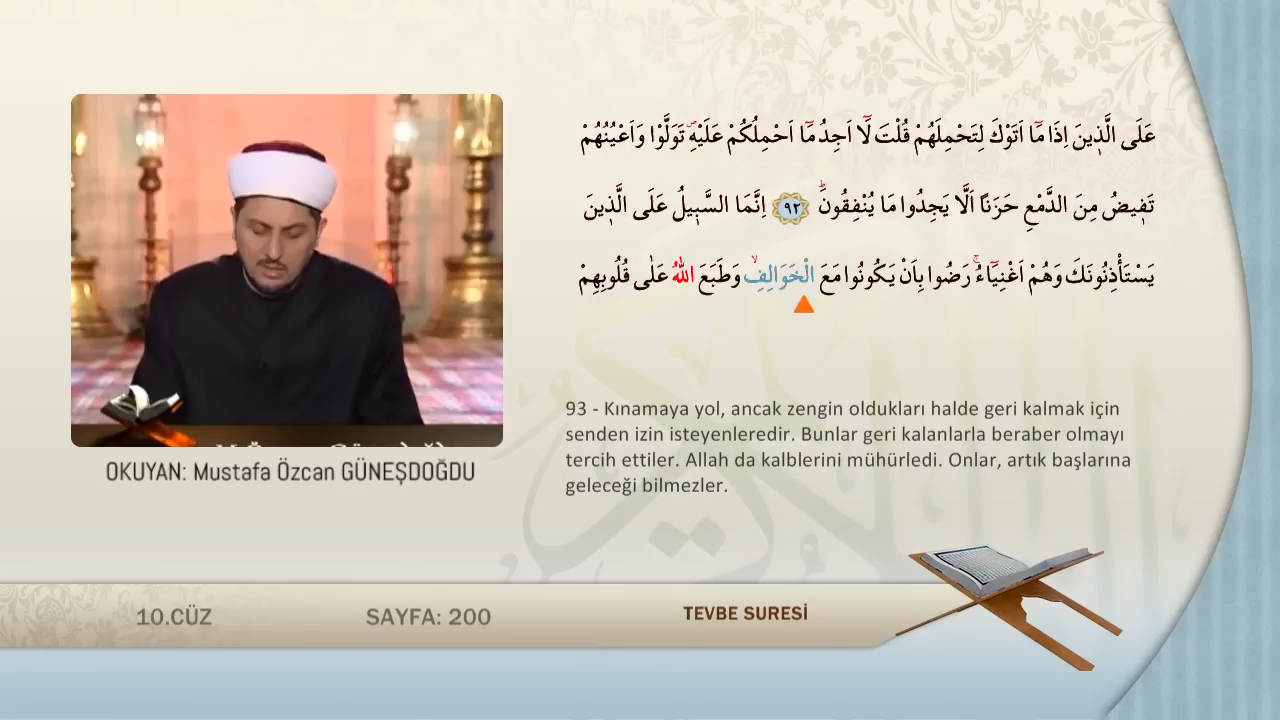 عَلَى الَّذ۪ينَ اِذَا مَٓا اَتَوْكَ لِتَحْمِلَهُمْ قُلْتَ لَٓا اَجِدُ مَٓا اَحْمِلُكُمْ عَلَيْهِۖ تَوَلَّوْا وَاَعْيُنُهُمْ
تَف۪يضُ مِنَ الدَّمْعِ حَزَنًا اَلَّا يَجِدُوا مَا يُنْفِقُونَۜ ﴿٩٢﴾ اِنَّمَا السَّب۪يلُ عَلَى الَّذ۪ينَ
يَسْتَأْذِنُونَكَ وَهُمْ اَغْنِيَٓاءُۚ رَضُوا بِاَنْ يَكُونُوا مَعَ الْخَوَالِفِۙ وَطَبَعَ اللّٰهُ عَلٰى قُلُوبِهِمْ
93 - Kınamaya yol, ancak zengin oldukları halde geri kalmak için
senden izin isteyenleredir. Bunlar geri kalanlarla beraber olmayı
tercih ettiler. Allah da kalblerini mühürledi. Onlar, artık başlarına
geleceği bilmezler.
OKUYAN: Mustafa Özcan GÜNEŞDOĞDU
10.CÜZ
SAYFA: 200
TEVBE SURESİ